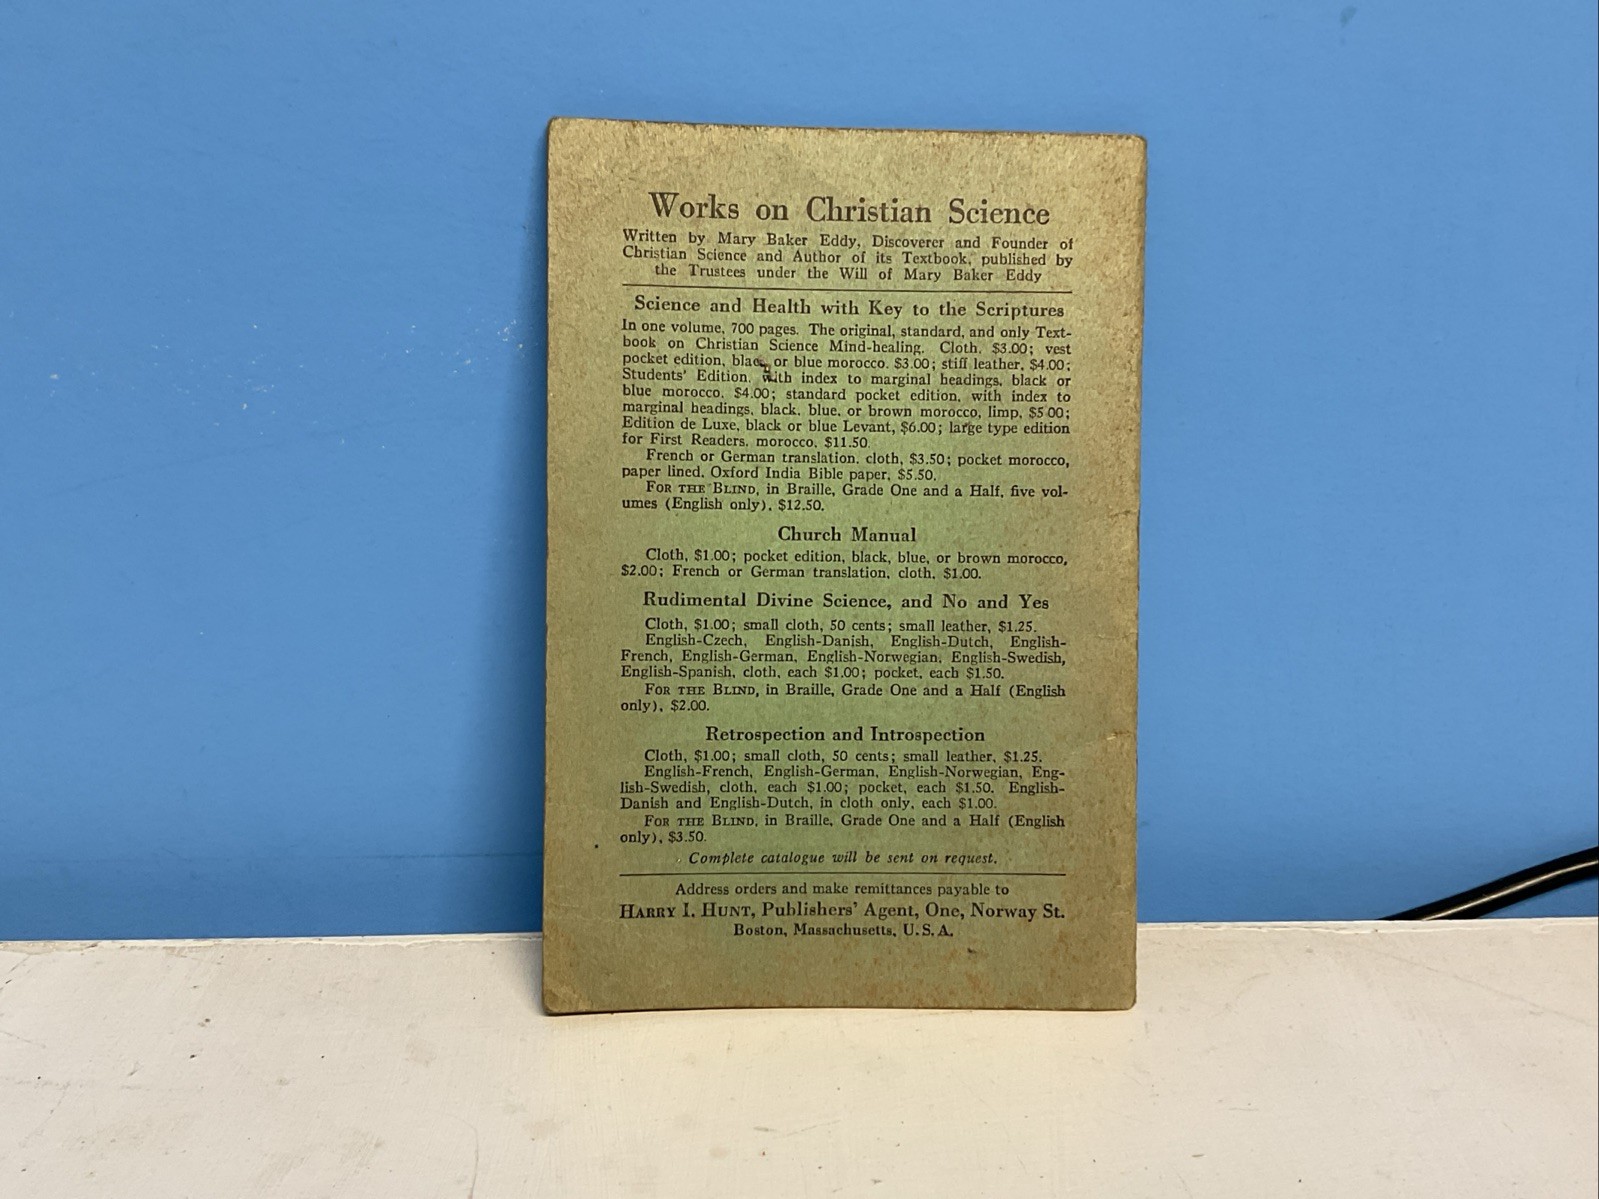 Works on Christian Science
Written by Mary Baker Eddy, Discoverer and Founder of
Christian Science and Author of its Textbook, published by
the Trustees under the Will of Mary Baker Eddy
Science and Health with Key to the Scriptures
In one volume, 700 pages. The original, standard, and only Text-
book on Christian Science Mind-healing. Cloth, $3.00; vest
pocket edition, black or blue morocco, $3.00; stiff leather, $4.00;
Students' Edition, with index to marginal headings, black or
blue morocco, $4.00; standard pocket edition, with index to
marginal headings, black, blue, or brown morocco, limp, $5.00;
Edition de Luxe, black or blue Levant, $6.00; large type edition
for First Readers, morocco, $11.50.
French or German translation, cloth, $3.50; pocket morocco,
paper lined, Oxford India Bible paper, $5.50.
FOR THE BLIND, in Braille, Grade One and a Half, five vol-
umes (English only), $12.50.
Church Manual
Cloth, $1.00; pocket edition, black, blue, or brown morocco,
$2.00; French or German translation, cloth, $1.00.
Rudimental Divine Science, and No and Yes
Cloth, $1.00; small cloth, 50 cents; small leather, $1.25.
English-Czech, English-Danish, English-Dutch, English-
French, English-German, English-Norwegian, English-Swedish,
English-Spanish, cloth, each $1.00; pocket, each $1.50.
FOR THE BLIND, in Braille, Grade One and a Half (English
only), $2.00.
Retrospection and Introspection
Cloth, $1.00; small cloth, 50 cents; small leather, $1.25.
English-French, English-German, English-Norwegian, Eng-
lish-Swedish, cloth, each $1.00; pocket, each $1.50. English-
Danish and English-Dutch, in cloth only, each $1.00.
FOR THE BLIND, in Braille, Grade One and a Half (English
only), $3.50.
Complete catalogue will be sent on request.
Address orders and make remittances payable to
HARRY I. HUNT, Publishers' Agent, One, Norway St.
Boston, Massachusetts, U.S.A.